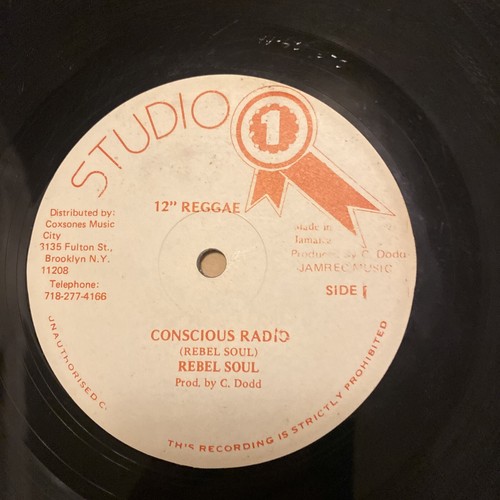 STUDIO
1
12" REGGAE
Distributed by:
Coxsones Music
City
3135 Fulton St.,
Brooklyn N.Y.
11208
Telephone:
718-277-4166
Made in
Jamaica
Produced by C. Dodd
JAMREC MUSIC
SIDE 1
CONSCIOUS RADIO
(REBEL SOUL)
REBEL SOUL
Prod. by C. Dodd
UNAUTHORISED
THIS RECORDING IS STRICTLY PROHIBITED